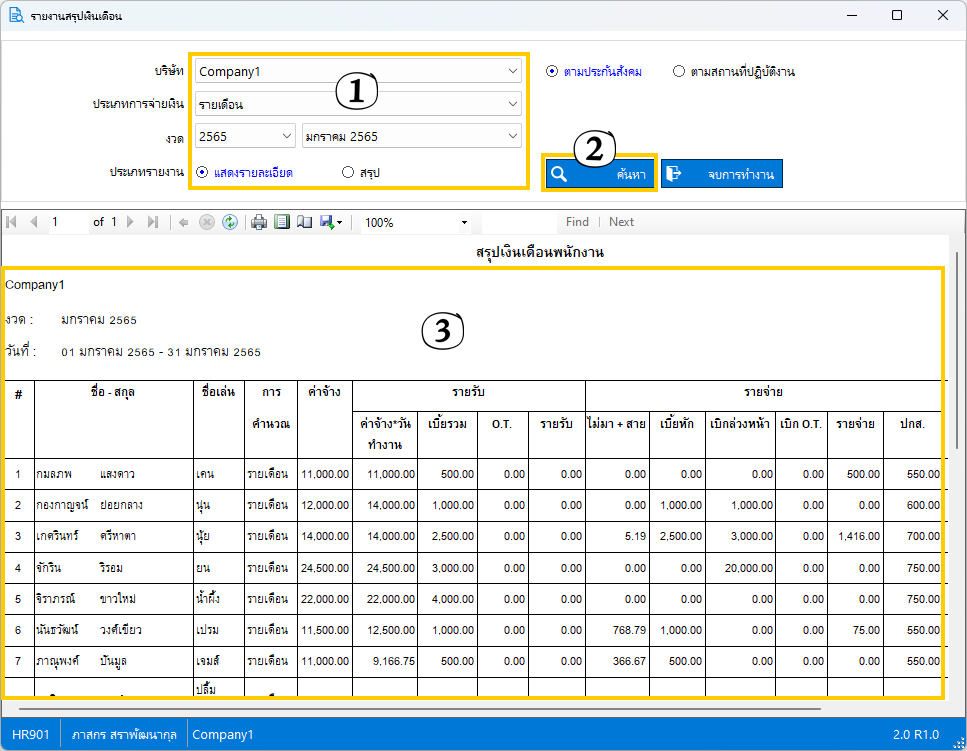 รายงานสรุปเงินเดือน
บริษัท Company1 ตามประกันสังคม ตามสถานที่ปฏิบัติงาน
1
ประเภทการจ่ายเงิน รายเดือน
งวด 2565 มกราคม 2565
2
ประเภทรายงาน แสดงรายละเอียด สรุป ค้นหา จบการทำงาน
1 of 1 100% Find | Next
สรุปเงินเดือนพนักงาน
Company1
งวด : มกราคม 2565
3
วันที่ : 01 มกราคม 2565 - 31 มกราคม 2565
# ชื่อ - สกุล ชื่อเล่น การคำนวณ ค่าจ้าง รายรับ รายจ่าย
ค่าจ้าง*วันทำงาน เบี้ยรวม O.T. รายรับ ไม่มา + สาย เบี้ยหัก เบิกล่วงหน้า เบิก O.T. รายจ่าย ปกส.
1 กมลภพ แสงดาว เคน รายเดือน 11,000.00 11,000.00 500.00 0.00 0.00 0.00 0.00 0.00 0.00 500.00 550.00
2 กองกาญจน์ ย่อยกลาง นุ่น รายเดือน 12,000.00 14,000.00 1,000.00 0.00 0.00 0.00 1,000.00 1,000.00 0.00 0.00 600.00
3 เกศรินทร์ ศรีหาตา นุ้ย รายเดือน 14,000.00 14,000.00 2,500.00 0.00 0.00 5.19 2,500.00 3,000.00 0.00 1,416.00 700.00
4 จักริน วิรอม ยน รายเดือน 24,500.00 24,500.00 3,000.00 0.00 0.00 0.00 0.00 20,000.00 0.00 0.00 750.00
5 จิราภรณ์ ขาวใหม่ น้ำผึ้ง รายเดือน 22,000.00 22,000.00 4,000.00 0.00 0.00 0.00 0.00 0.00 0.00 0.00 750.00
6 นันธวัฒน์ วงศ์เขียว เปรม รายเดือน 11,500.00 12,500.00 1,000.00 0.00 0.00 768.79 1,000.00 0.00 0.00 75.00 550.00
7 ภาณุพงศ์ บันมูล เจมส์ รายเดือน 11,000.00 9,166.75 500.00 0.00 0.00 366.67 500.00 0.00 0.00 0.00 550.00
ปลื้ม
HR901 ภาสกร สราพัฒนากุล Company1 2.0 R1.0